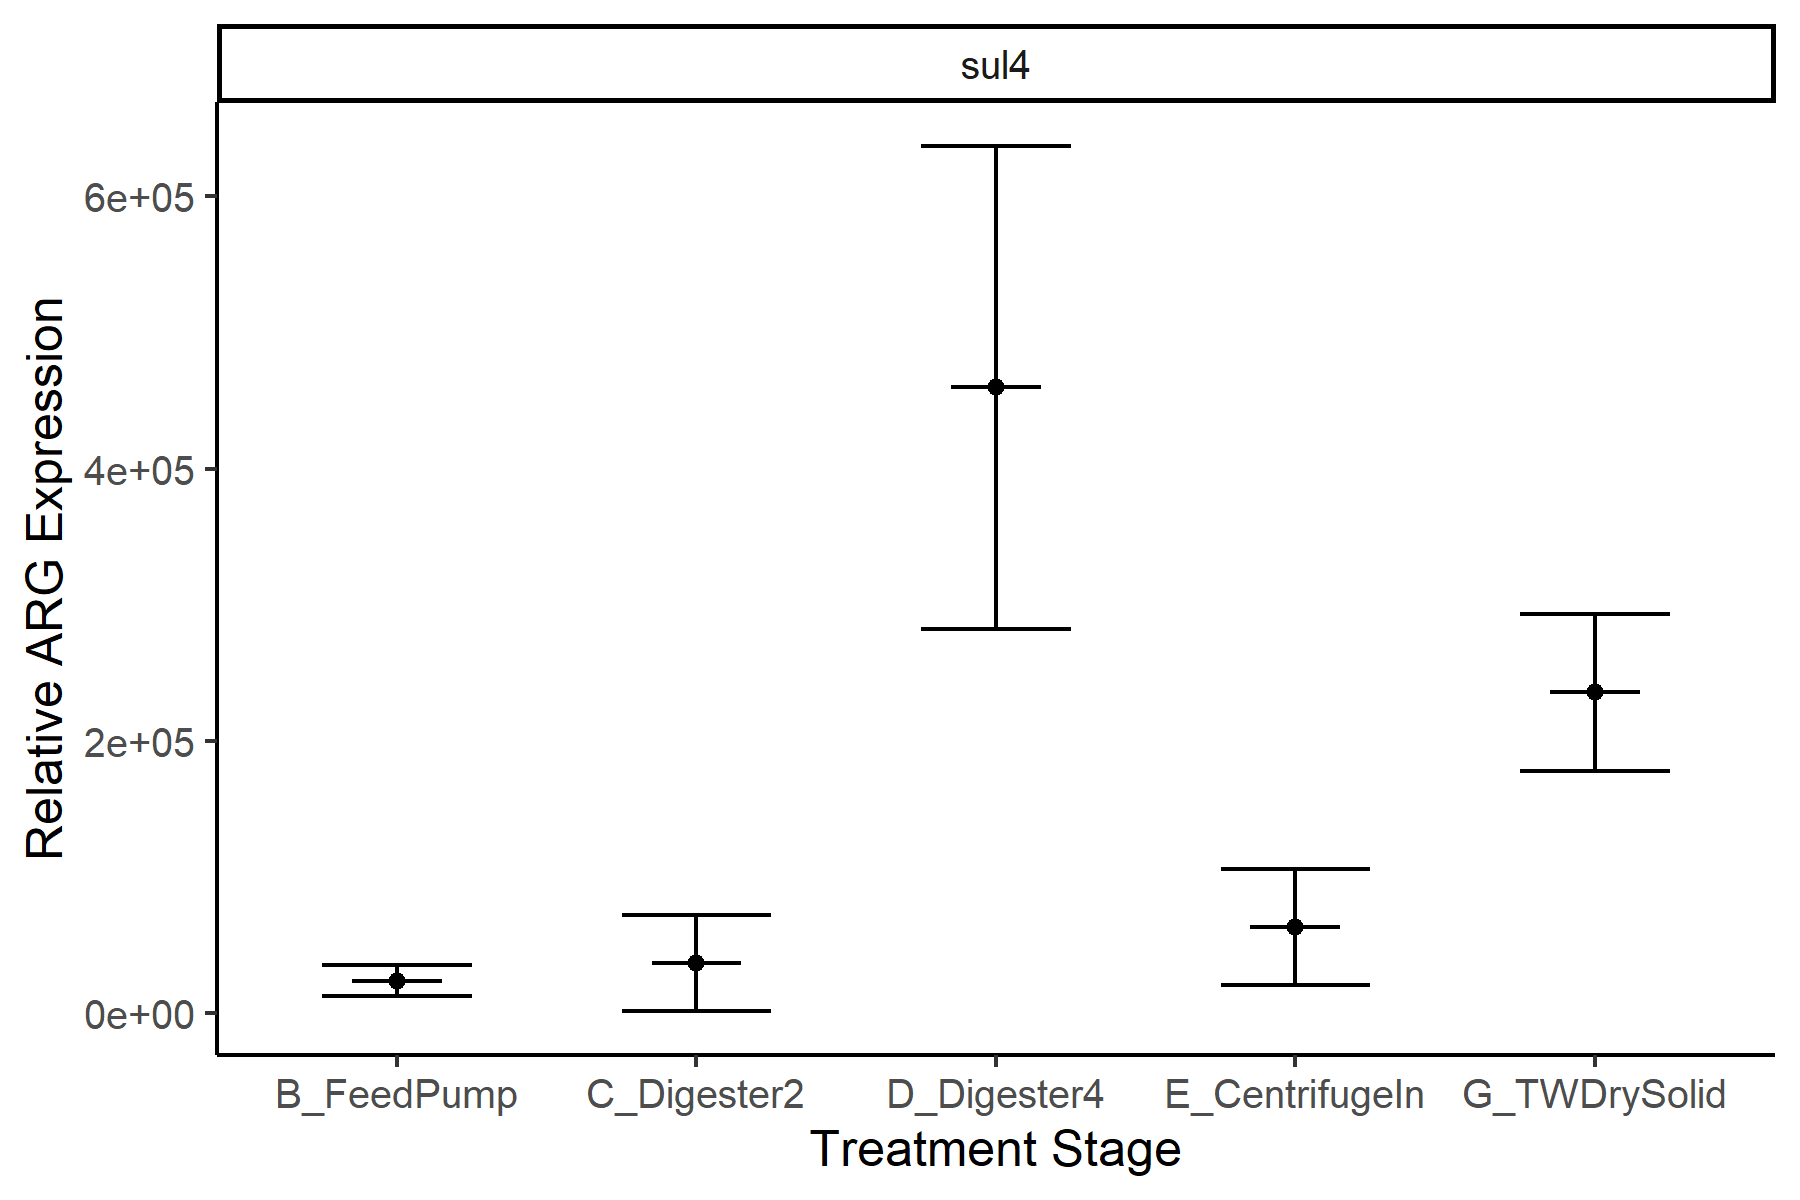 sul4
Relative ARG Expression
6e+05
4e+05
2e+05
0e+00
B_FeedPump C_Digester2 D_Digester4 E_CentrifugeIn G_TWDrySolid
Treatment Stage